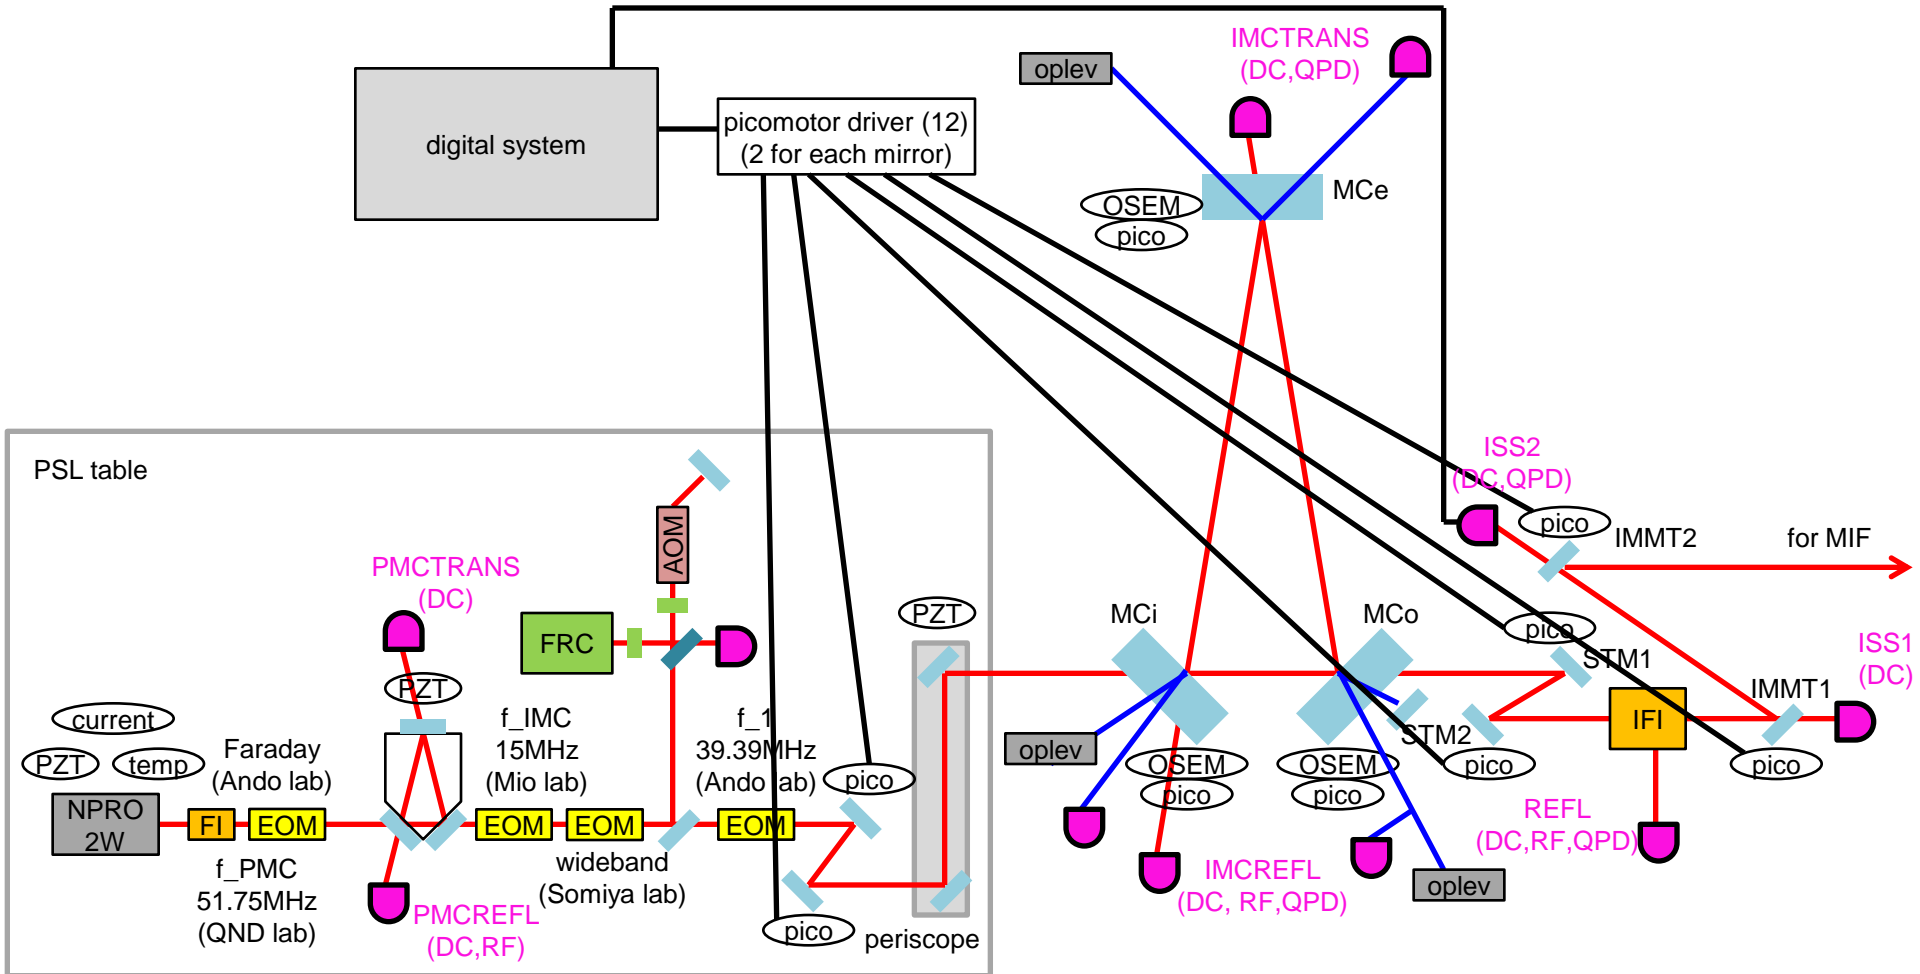 IMCTRANS
(DC,QPD)
oplev
digital system
picomotor driver (12)
(2 for each mirror)
MCe
OSEM
pico
PSL table
ISS2
(DC,QPD)
pico
IMMT2
for MIF
AOM
PMCTRANS
(DC)
FRC
PZT
MCi
MCo
pico
STM1
ISS1
(DC)
PZT
current
PZT
temp
Faraday
(Ando lab)
f_IMC
15MHz
(Mio lab)
f_1
39.39MHz
(Ando lab)
pico
oplev
OSEM
pico
OSEM
pico
STM2
pico
IFI
IMMT1
pico
NPRO
2W
FI
EOM
EOM
EOM
EOM
f_PMC
51.75MHz
(QND lab)
PMCREFL
(DC,RF)
wideband
(Somiya lab)
pico
periscope
IMCREFL
(DC, RF,QPD)
oplev
REFL
(DC,RF,QPD)